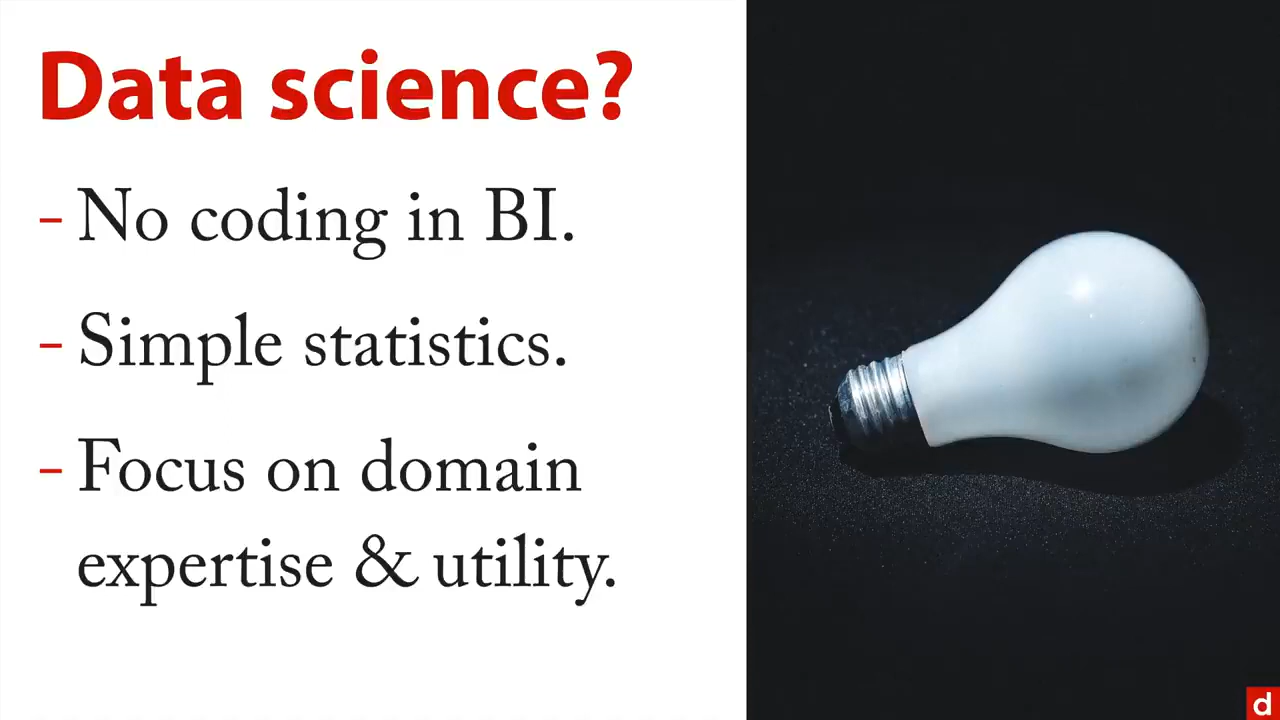 Data science?
- No coding in BI.
- Simple statistics.
- Focus on domain
expertise & utility.
d